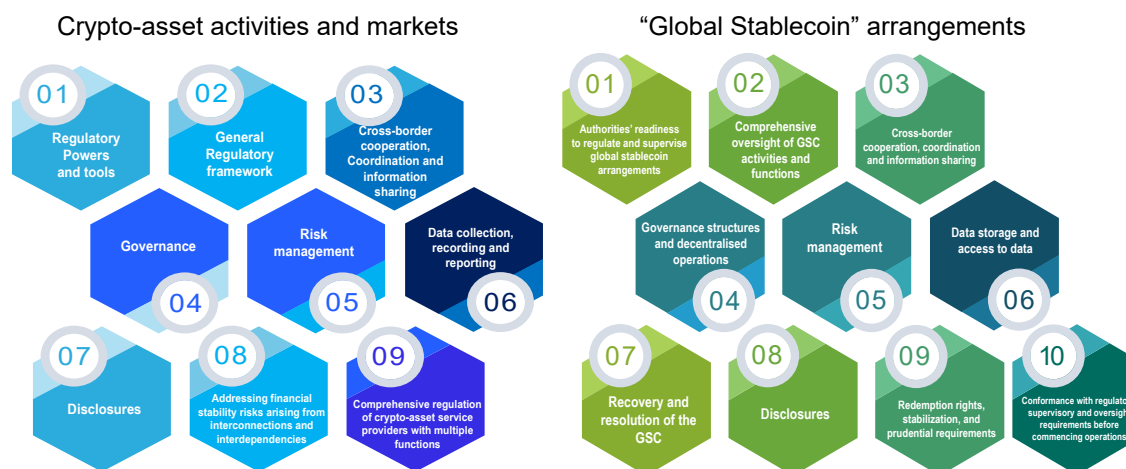 Crypto-asset activities and markets
01
Regulatory
Powers
and tools
02
General
Regulatory
framework
03
Cross-border
cooperation,
Coordination and
information
sharing
Governance
04
Risk
management
05
Data collection,
recording and
reporting
06
07
Disclosures
08
Addressing financial
stability risks arising from
interconnections and
interdependencies
09
Comprehensive regulation
of crypto-asset service
providers with multiple
functions
“Global Stablecoin” arrangements
01
Authorities’ readiness
to regulate and supervise
global stablecoin
arrangements
02
Comprehensive
oversight of GSC
activities and
functions
03
Cross-border
cooperation, coordination
and information sharing
Governance structures
and decentralised
operations
04
Risk
management
05
Data storage and
access to data
06
07
Recovery and
resolution of the
GSC
08
Disclosures
09
Redemption rights,
stabilization, and
prudential requirements
10
Conformance with regulatory
supervisory and oversight
requirements before
commencing operations